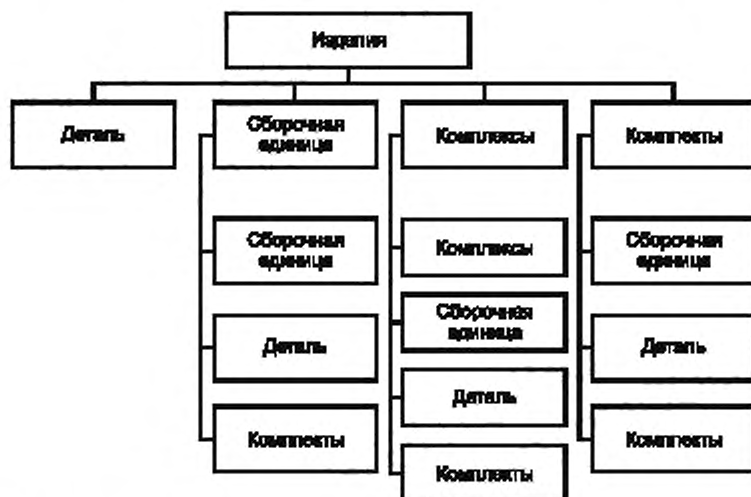 Изделия
Деталь
Сборочная
единица
Комплексы
Комплекты
Сборочная
единица
Деталь
Комплекты
Комплексы
Сборочная
единица
Деталь
Комплекты
Сборочная
единица
Деталь
Комплекты